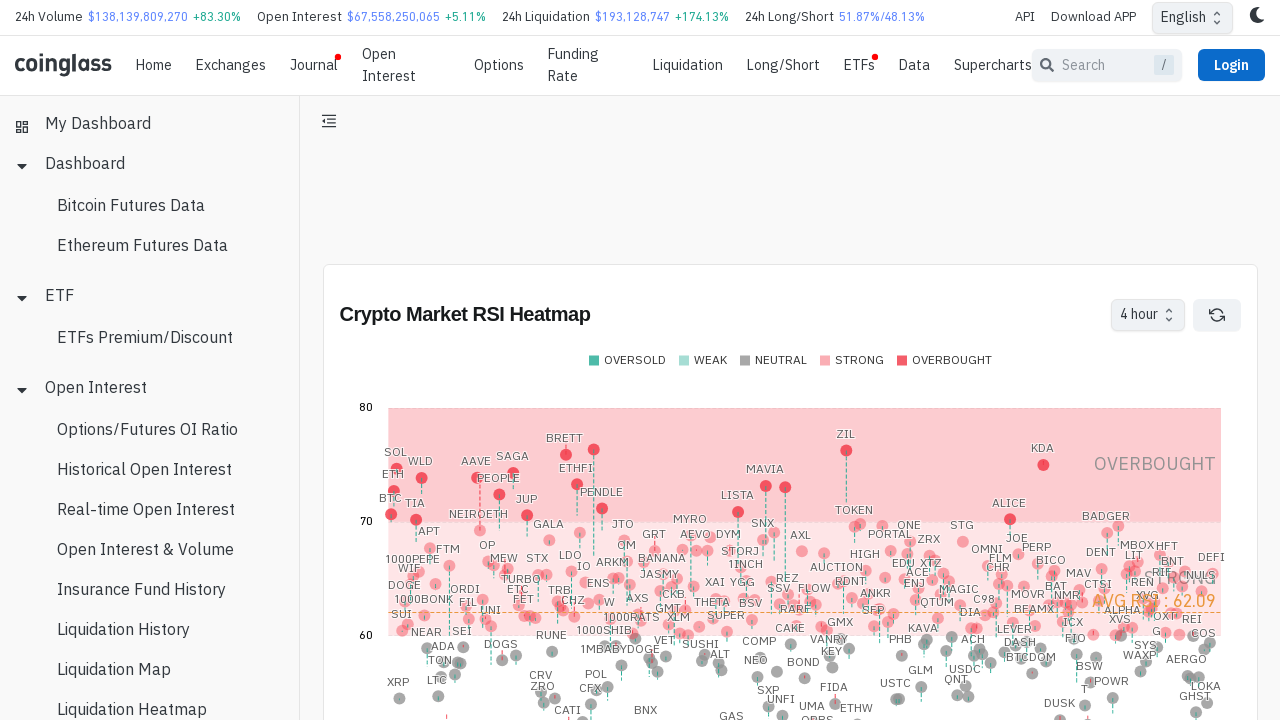 24h Volume $138,139,809,270 +83.30% Open Interest $67,558,250,065 +5.11% 24h Liquidation $193,128,747 +174.13% 24h Long/Short 51.87%/48.13% API Download APP English
coinglass Home Exchanges Journal Open Interest Options Funding Rate Liquidation Long/Short ETFs Data Supercharts Search / Login
My Dashboard
Dashboard
Bitcoin Futures Data
Ethereum Futures Data
ETF
ETFs Premium/Discount
Open Interest
Options/Futures OI Ratio
Historical Open Interest
Real-time Open Interest
Open Interest & Volume
Insurance Fund History
Liquidation History
Liquidation Map
Liquidation Heatmap
Crypto Market RSI Heatmap 4 hour
OVERSOLD WEAK NEUTRAL STRONG OVERBOUGHT
80
BRETT ZIL
SOL WLD AAVE SAGA KDA
OVERBOUGHT
ETH PEOPLE ETHFI MAVIA
BTC TIA JUP PENDLE LISTA ALICE
NEIROETH TOKEN
70 MYRO SNX BADGER
APT GALA JTO GRT AEVO DYM AXL PORTAL ONE STG
FTM OP OM ZRX JOE
1000PEPE MEW STX LDO STORJ HIGH OMNI PERP DENT MBOX HFT
WIF IO ARKM BANANA 1INCH AUCTION EDU XTZ FLM BICO LIT BNT DEFI
DOGE TURBO ENS JASMY XAI YGG REZ RDNT ACE CHR MAV RIF NULS
ORDI ETC TRB CKB FLOW ANKR ENJ MAGIC MOVR BAT CTSI REN
1000BONK FIL FET CHZ W AXS THETA BSV QTUM C98 NMR XVG
SUI UNI GMT RARE SFP DIA BEAMX ALPHA
1000RATS XLM SUPER GMX ICX XVS OXT REI
60 NEAR SEI RUNE 1000SHIB CAKE KAVA LEVER COS
ADA DOGS VET SUSHI COMP VANRY PHB ACH DASH FIO SYS
TON 1MBABYDOGE ALT NEO KEY BTCDOM WAXP AERGO
XRP LTC CRV POL BOND GLM USDC BSW
ZRO CFX SXP FIDA USTC QNT T POWR LOKA
CATI BNX UNFI UMA ETHW DUSK GHST
GAS